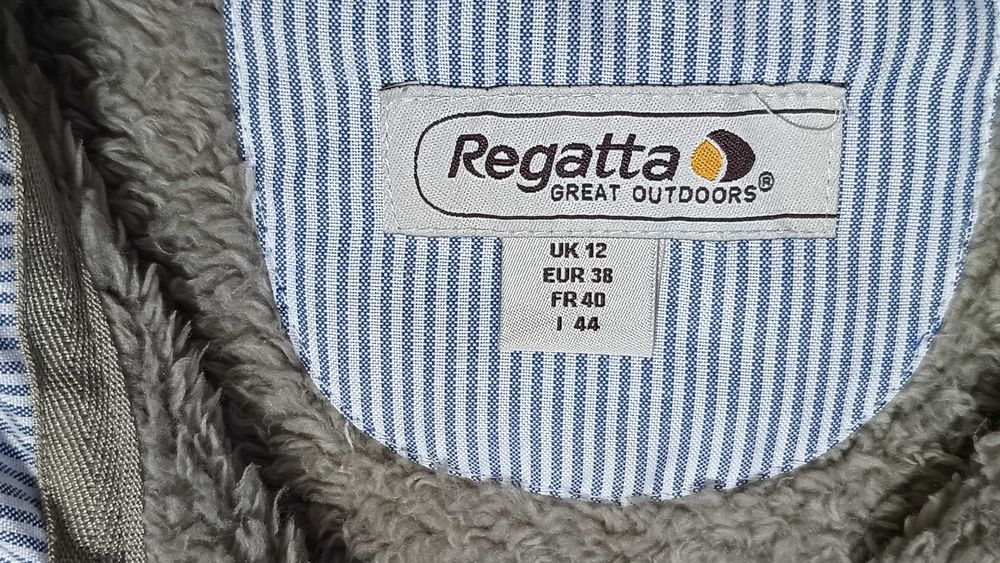 Regatta
GREAT OUTDOORS®
UK 12
EUR 38
FR 40
I 44